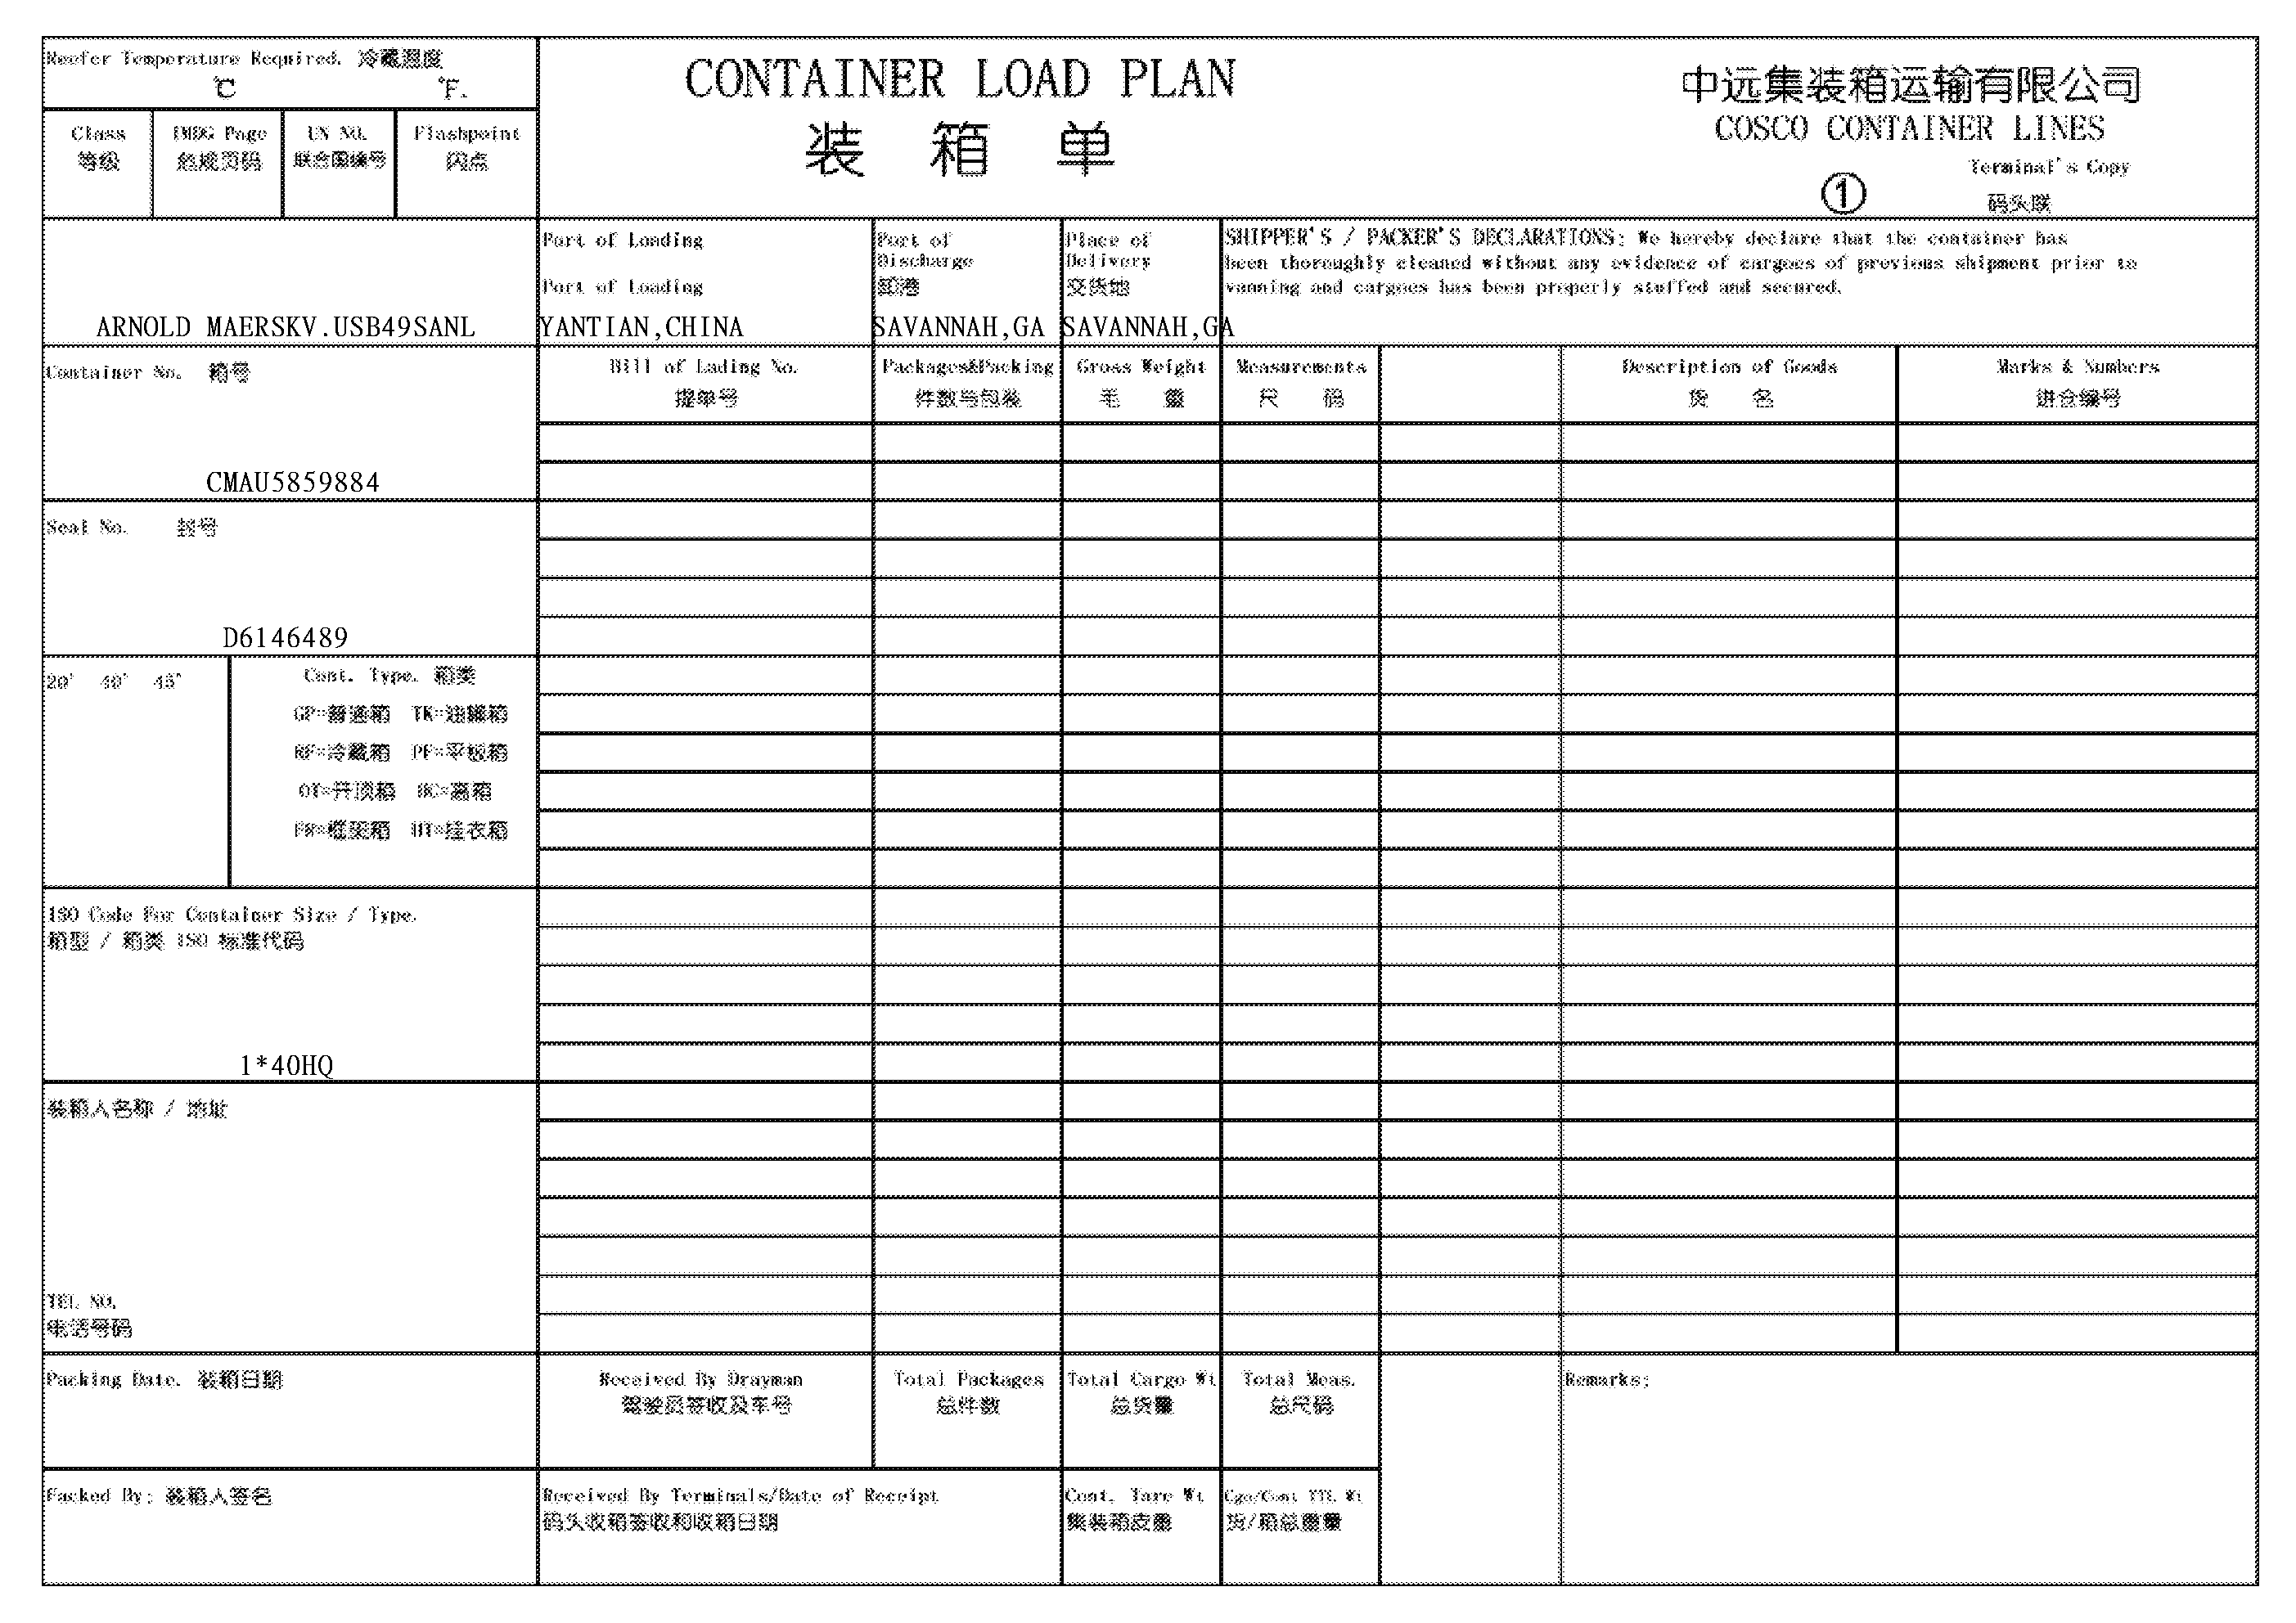 Reefer Temperature Required. 冷藏温度
℃ ℉.
Class IMDG Page UN NO. Flashpoint
等级 危规页码 联合国编号 闪点
CONTAINER LOAD PLAN
装 箱 单
中远集装箱运输有限公司
COSCO CONTAINER LINES
Terminal's Copy
① 码头联
ARNOLD MAERSKV.USB49SANL
Port of Loading
Port of Loading
YANTIAN,CHINA
Port of
Discharge
卸港
SAVANNAH,GA
Place of
Delivery
交货地
SAVANNAH,GA
SHIPPER'S / PACKER'S DECLARATIONS: We hereby declare that the container has
been thoroughly cleaned without any evidence of cargoes of previous shipment prior to
vanning and cargoes has been properly stuffed and secured.
Container No. 箱号
CMAU5859884
Bill of Lading No. Packages&Packing Gross Weight Measurements Description of Goods Marks & Numbers
提单号 件数与包装 毛 重 尺 码 货 名 进仓编号
Seal No. 封号
D6146489
20' 40' 45'
Cont. Type. 箱类
GP=普通箱 TK=油罐箱
RF=冷藏箱 PF=平板箱
OT=开顶箱 HC=高箱
FR=框架箱 HT=挂衣箱
ISO Code For Container Size / Type.
箱型 / 箱类 ISO 标准代码
1*40HQ
装箱人名称 / 地址
TEL NO.
电话号码
Packing Date. 装箱日期
Received By Drayman Total Packages Total Cargo Wt Total Meas. Remarks:
驾驶员签收及车号 总件数 总货重 总尺码
Packed By: 装箱人签名
Received By Terminals/Date of Receipt Cont. Tare Wt Cgo/Cont TTL Wt
码头收箱签收和收箱日期 集装箱皮重 货/箱总重量